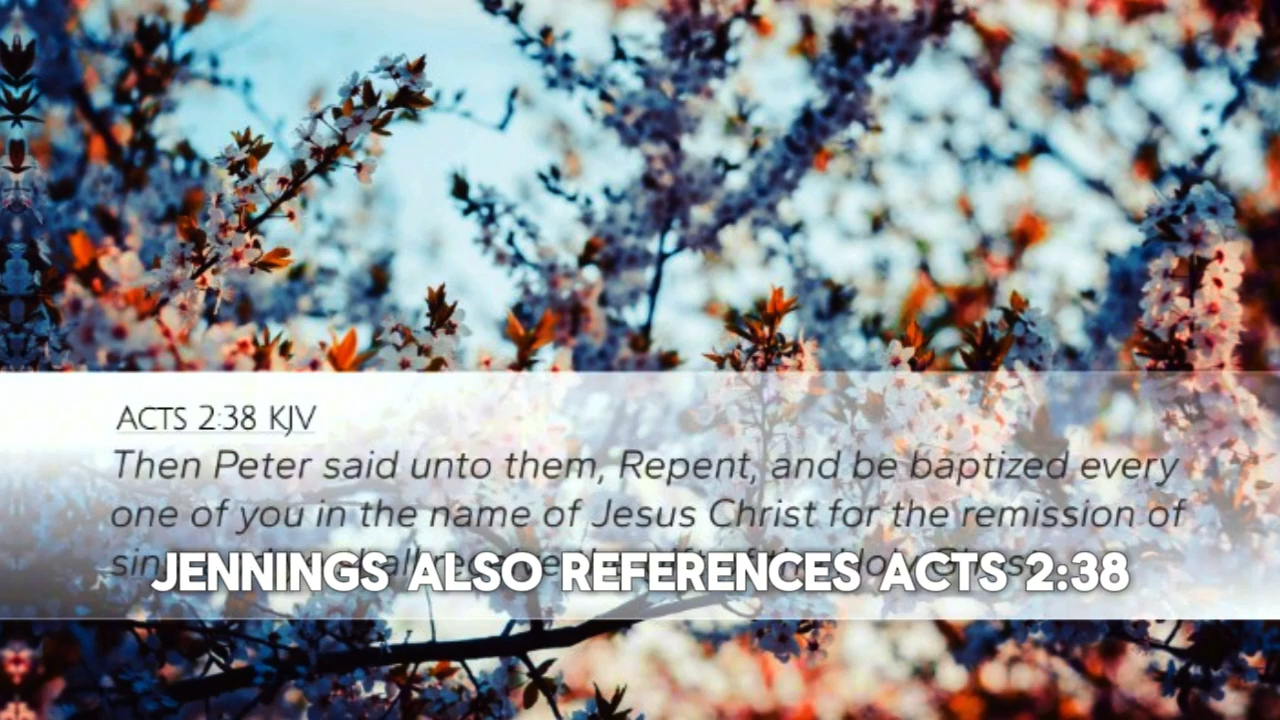 ACTS 2:38 KJV
Then Peter said unto them, Repent, and be baptized every
one of you in the name of Jesus Christ for the remission of
JENNINGS ALSO REFERENCES ACTS 2:38